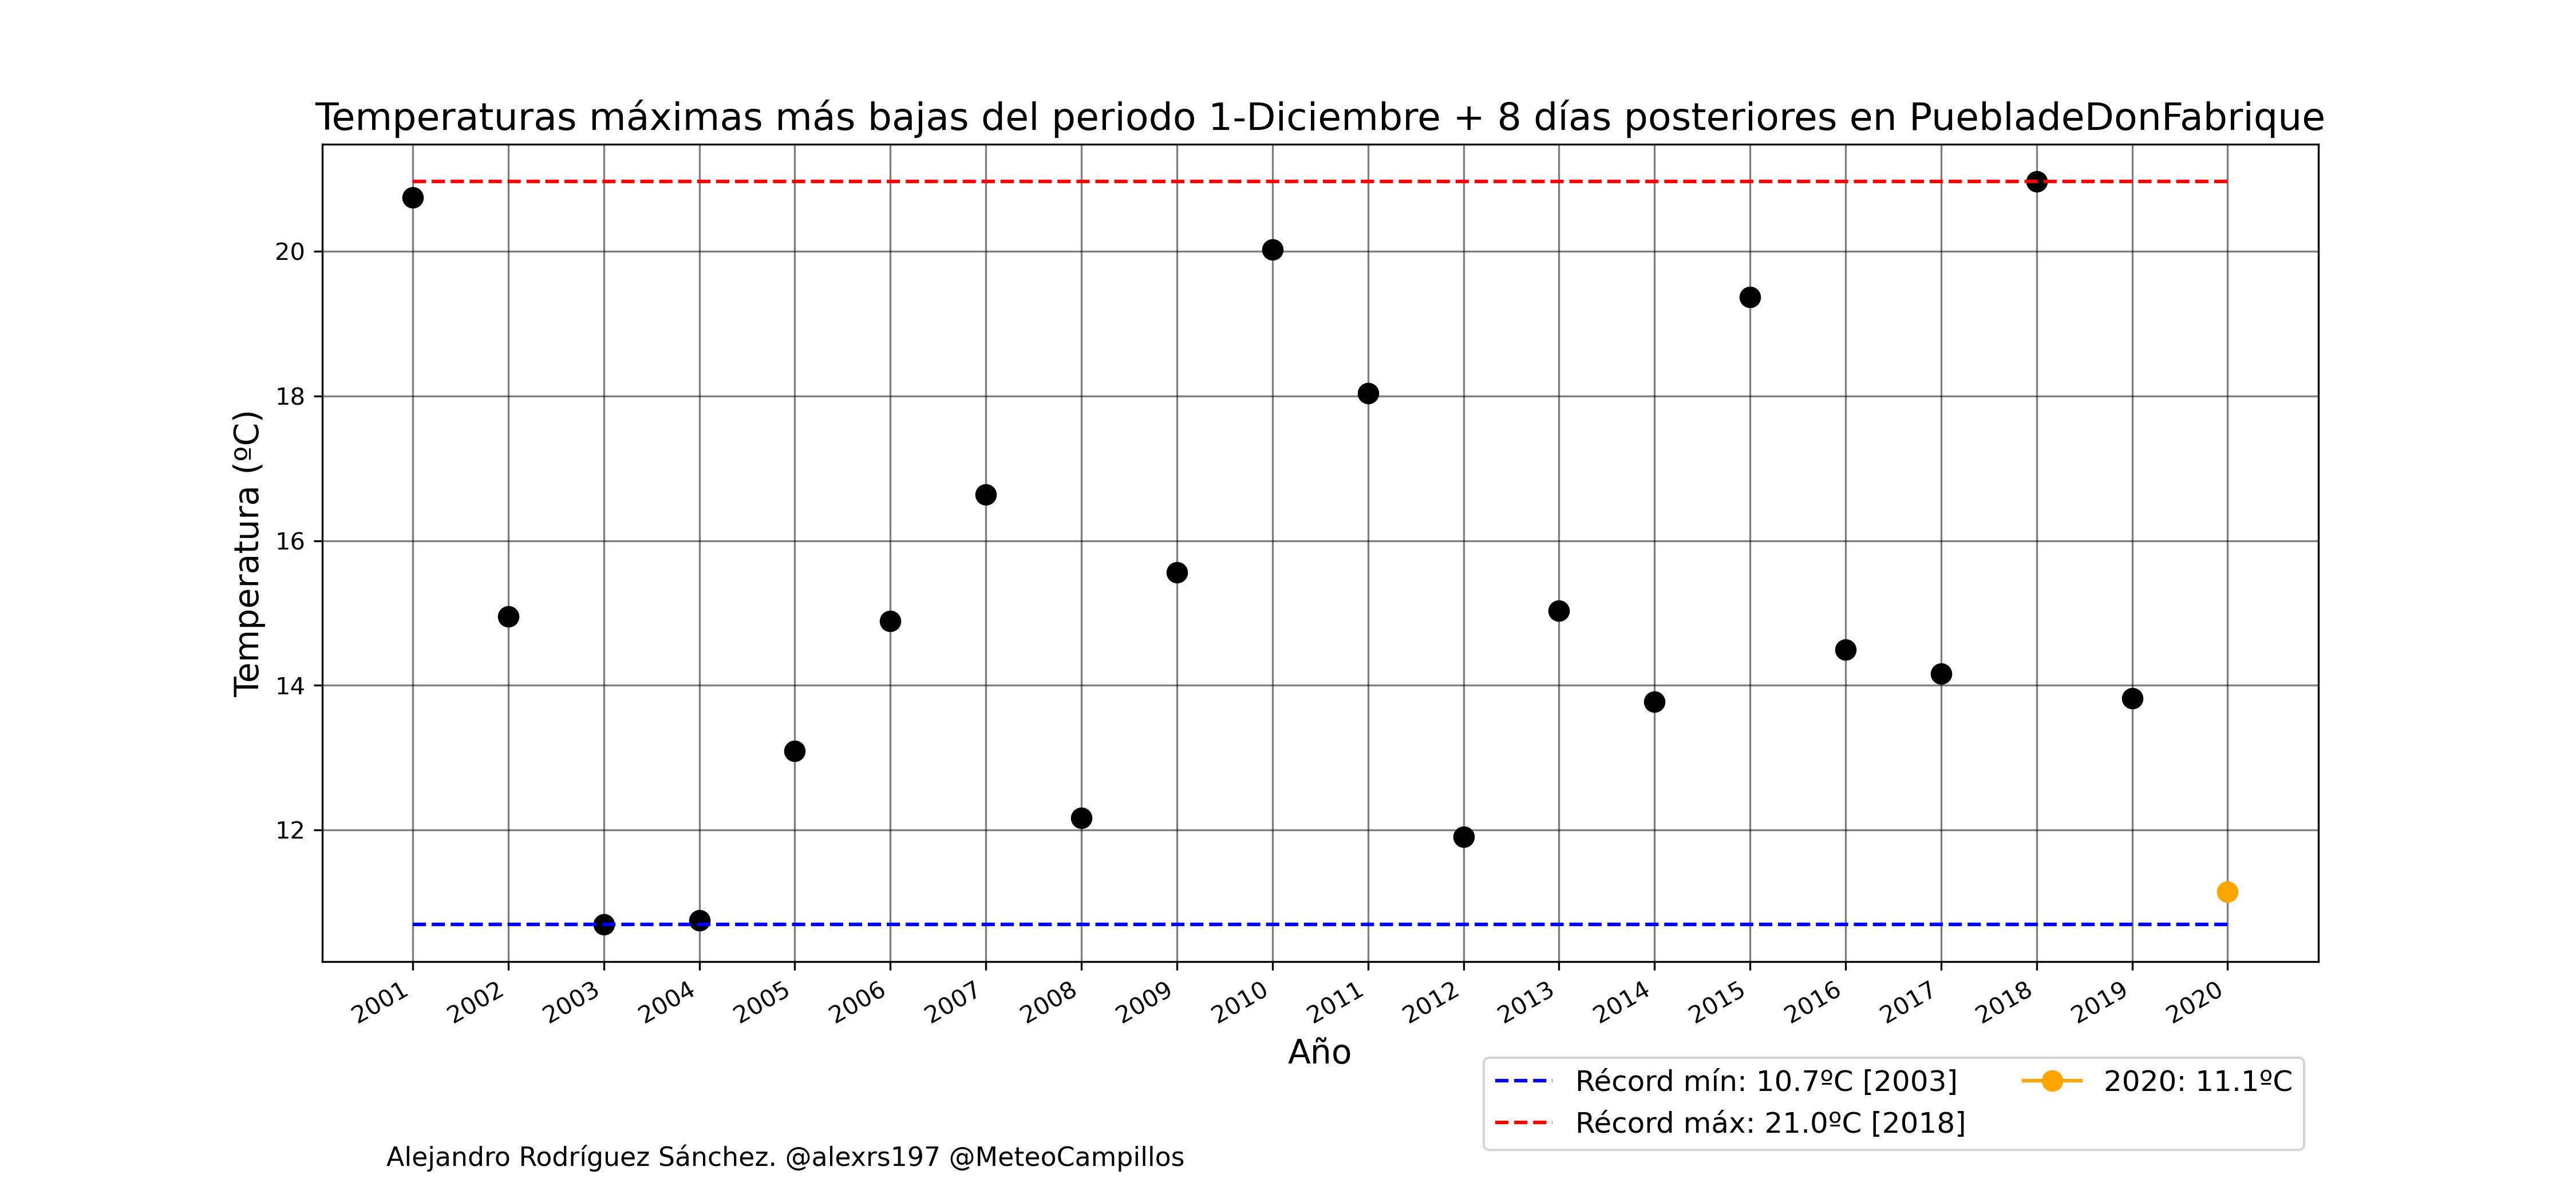 Temperaturas máximas más bajas del periodo 1-Diciembre + 8 días posteriores en PuebladeDonFabrique
Temperatura (ºC)
20
18
16
14
12
2001 2002 2003 2004 2005 2006 2007 2008 2009 2010 2011 2012 2013 2014 2015 2016 2017 2018 2019 2020
Año
Récord mín: 10.7ºC [2003]
Récord máx: 21.0ºC [2018]
2020: 11.1ºC
Alejandro Rodríguez Sánchez. @alexrs197 @MeteoCampillos